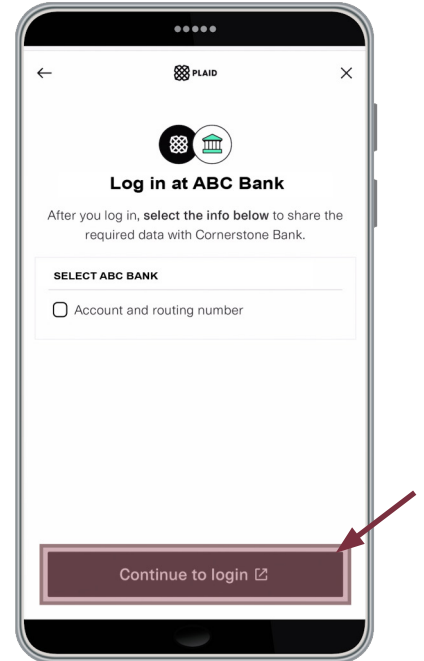 PLAID
Log in at ABC Bank
After you log in, select the info below to share the
required data with Cornerstone Bank.
SELECT ABC BANK
Account and routing number
Continue to login